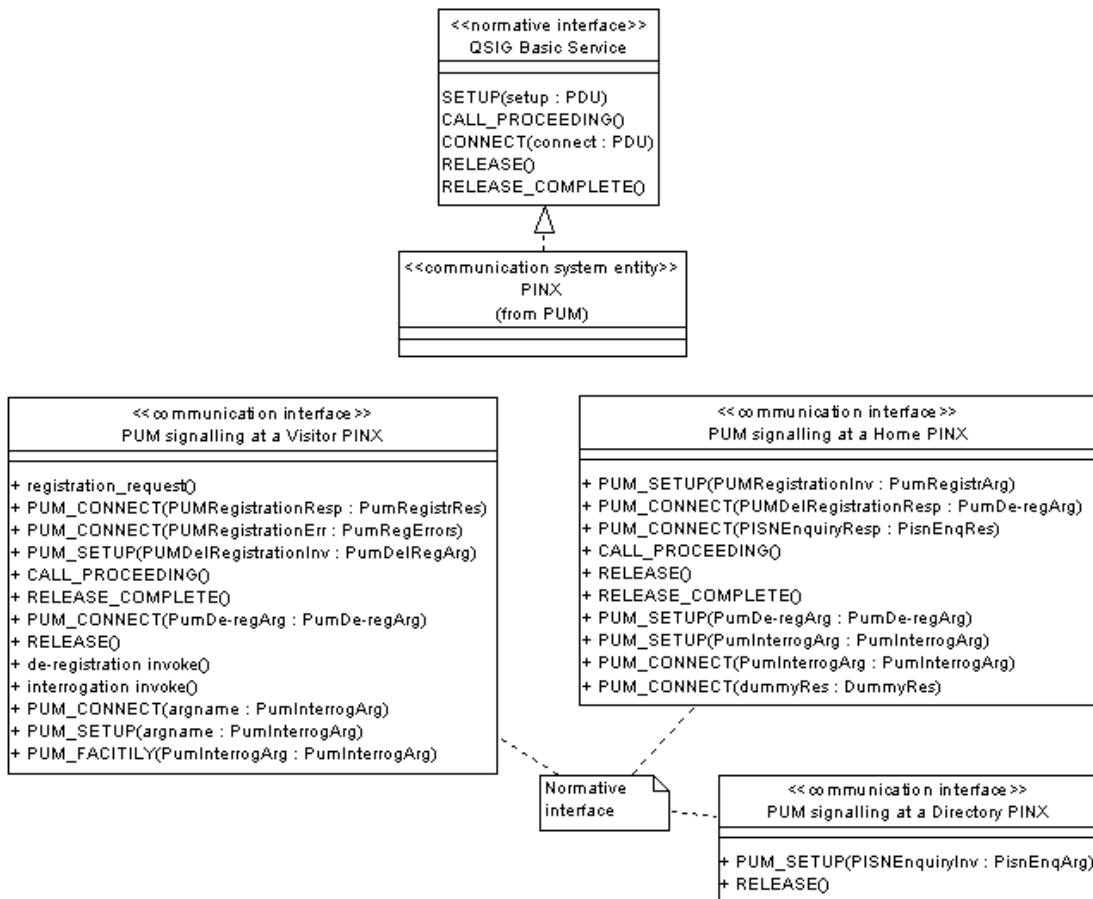 <<normative interface>>
QSIG Basic Service
SETUP(setup : PDU)
CALL_PROCEEDING()
CONNECT(connect : PDU)
RELEASE()
RELEASE_COMPLETE()
<<communication system entity>>
PINX
(from PUM)
<<communication interface>>
PUM signalling at a Visitor PINX
+ registration_request()
+ PUM_CONNECT(PUMRegistrationResp : PumRegistrRes)
+ PUM_CONNECT(PUMRegistrationErr : PumRegErrors)
+ PUM_SETUP(PUMDelRegistrationInv : PumDelRegArg)
+ CALL_PROCEEDING()
+ RELEASE_COMPLETE()
+ PUM_CONNECT(PumDe-regArg : PumDe-regArg)
+ RELEASE()
+ de-registration invoke()
+ interrogation invoke()
+ PUM_CONNECT(argname : PumInterrogArg)
+ PUM_SETUP(argname : PumInterrogArg)
+ PUM_FACITILY(PumInterrogArg : PumInterrogArg)
<<communication interface>>
PUM signalling at a Home PINX
+ PUM_SETUP(PUMRegistrationInv : PumRegistrArg)
+ PUM_CONNECT(PUMDelRegistrationResp : PumDe-regArg)
+ PUM_CONNECT(PISNEnquiryResp : PisnEnqRes)
+ CALL_PROCEEDING()
+ RELEASE()
+ RELEASE_COMPLETE()
+ PUM_SETUP(PumDe-regArg : PumDe-regArg)
+ PUM_SETUP(PumInterrogArg : PumInterrogArg)
+ PUM_CONNECT(PumInterrogArg : PumInterrogArg)
+ PUM_CONNECT(dummyRes : DummyRes)
Normative
interface
<<communication interface>>
PUM signalling at a Directory PINX
+ PUM_SETUP(PISNEnquiryInv : PisnEnqArg)
+ RELEASE()